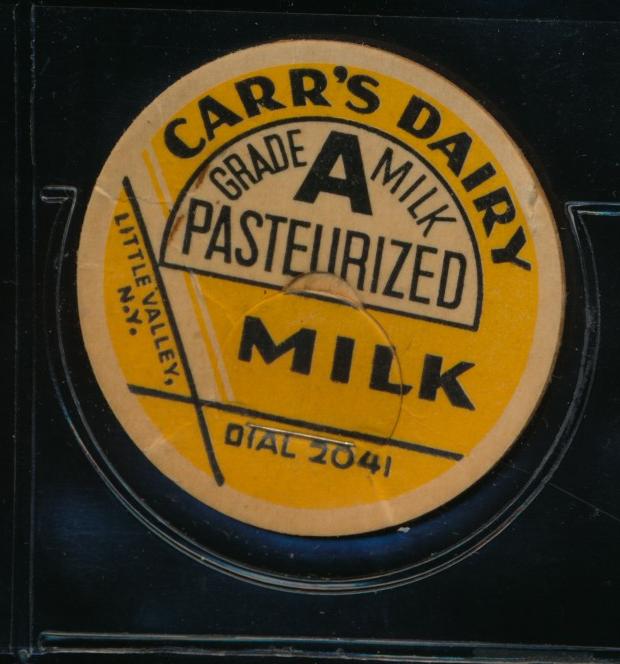 CARR'S DAIRY
GRADE A MILK
PASTEURIZED
MILK
LITTLE VALLEY,
N.Y.
DIAL 2041